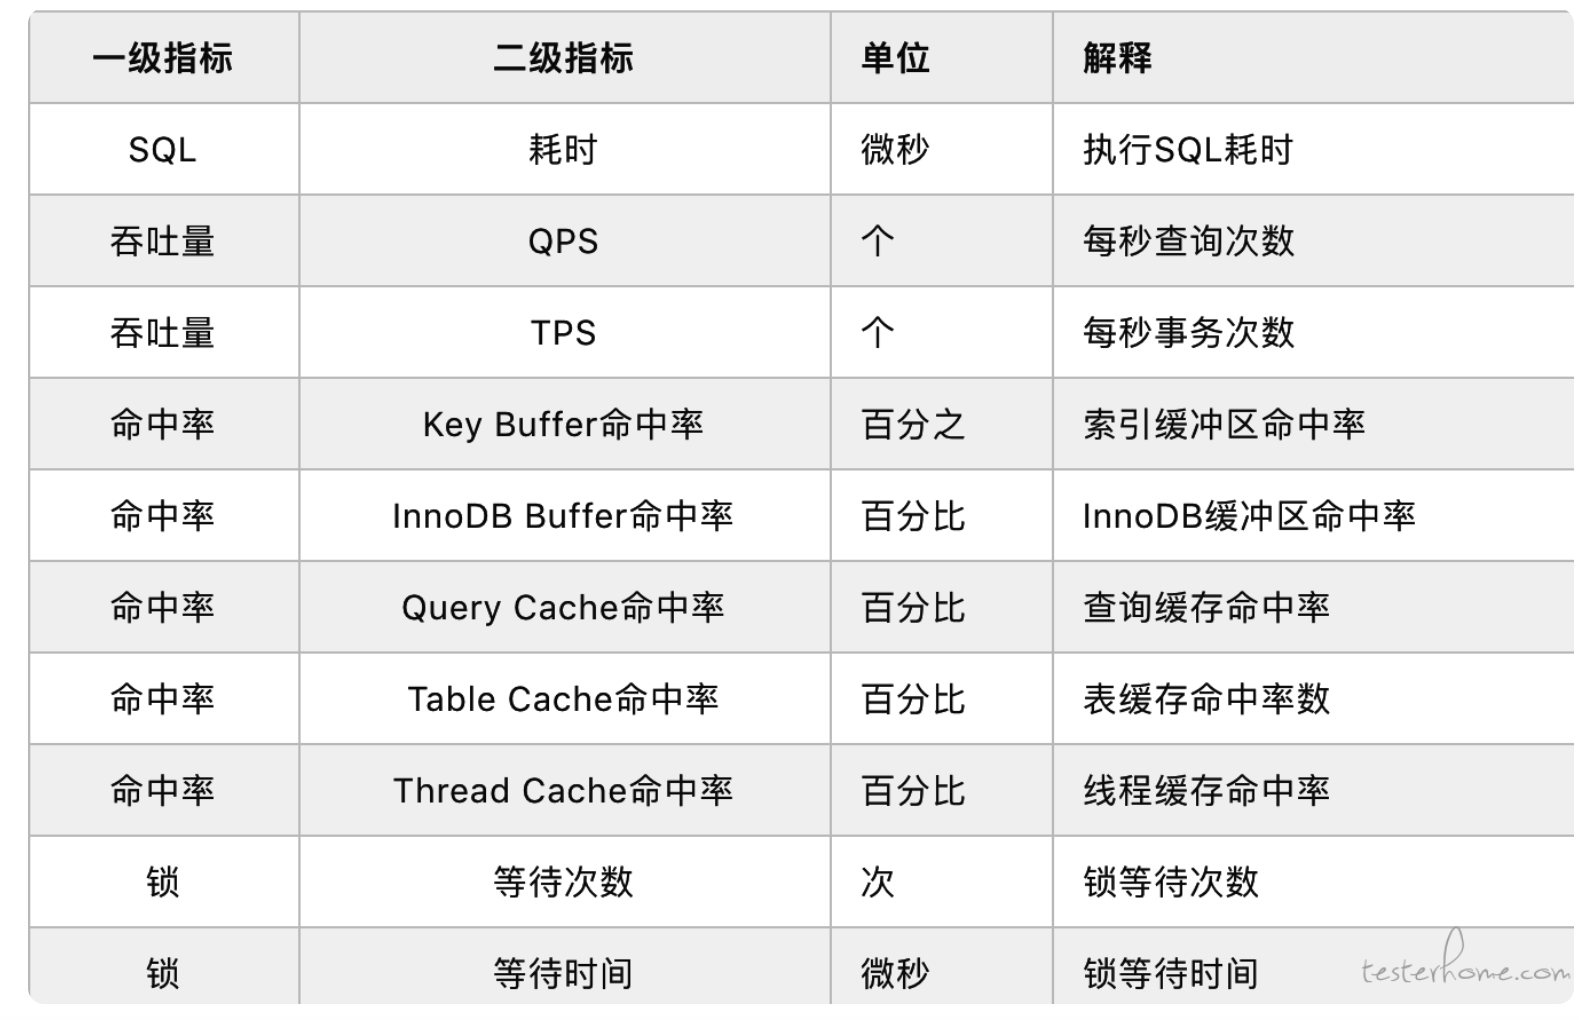 一级指标 二级指标 单位 解释
SQL 耗时 微秒 执行SQL耗时
吞吐量 QPS 个 每秒查询次数
吞吐量 TPS 个 每秒事务次数
命中率 Key Buffer命中率 百分之 索引缓冲区命中率
命中率 InnoDB Buffer命中率 百分比 InnoDB缓冲区命中率
命中率 Query Cache命中率 百分比 查询缓存命中率
命中率 Table Cache命中率 百分比 表缓存命中率数
命中率 Thread Cache命中率 百分比 线程缓存命中率
锁 等待次数 次 锁等待次数
锁 等待时间 微秒 锁等待时间
testerhome.com